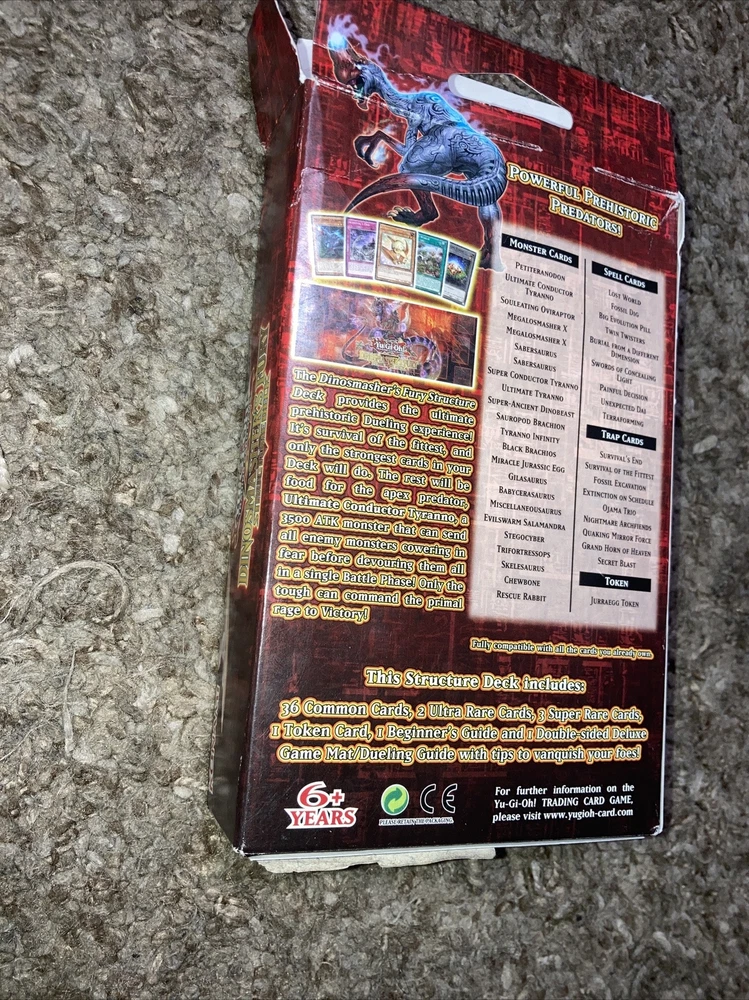 POWERFUL PREHISTORIC
PREDATORS!
MONSTER CARDS
PETITERANODON
ULTIMATE CONDUCTOR
TYRANNO
SOULEATING OVIRAPTOR
MEGALOSMASHER X
MEGALOSMASHER X
SABERSAURUS
SABERSAURUS
SUPER CONDUCTOR TYRANNO
ULTIMATE TYRANNO
SUPER-ANCIENT DINOBEAST
SAUROPOD BRACHION
TYRANNO INFINITY
BLACK BRACHIOS
MIRACLE JURASSIC EGG
GILASAURUS
BABYCERASAURUS
MISCELLANEOUSAURUS
EVILSWARM SALAMANDRA
STEGOCYBER
TRIFORTRESSOPS
SKELESAURUS
CHEWBONE
RESCUE RABBIT
SPELL CARDS
LOST WORLD
FOSSIL DIG
BIG EVOLUTION PILL
TWIN TWISTERS
BURIAL FROM A DIFFERENT
DIMENSION
SWORDS OF CONCEALING
LIGHT
PAINFUL DECISION
UNEXPECTED DAI
TERRAFORMING
TRAP CARDS
SURVIVAL'S END
SURVIVAL OF THE FITTEST
FOSSIL EXCAVATION
EXTINCTION ON SCHEDULE
OJAMA TRIO
NIGHTMARE ARCHFIENDS
QUAKING MIRROR FORCE
GRAND HORN OF HEAVEN
SECRET BLAST
TOKEN
JURRAEGG TOKEN
Yu-Gi-Oh!
The Dinosmasher's Fury Structure
Deck provides the ultimate
prehistoric Dueling experience!
It's survival of the fittest, and
only the strongest cards in your
Deck will do. The rest will be
food for the apex predator,
Ultimate Conductor Tyranno, a
3500 ATK monster that can send
all enemy monsters cowering in
fear before devouring them all
in a single Battle Phase! Only the
tough can command the primal
rage to Victory!
Fully compatible with all the cards you already own.
This Structure Deck includes:
36 Common Cards, 2 Ultra Rare Cards, 3 Super Rare Cards,
1 Token Card, 1 Beginner's Guide and 1 Double-sided Deluxe
Game Mat/Dueling Guide with tips to vanquish your foes!
6+
YEARS
PLEASE RETAIN THE PACKAGING.
CE
For further information on the
Yu-Gi-Oh! TRADING CARD GAME,
please visit www.yugioh-card.com